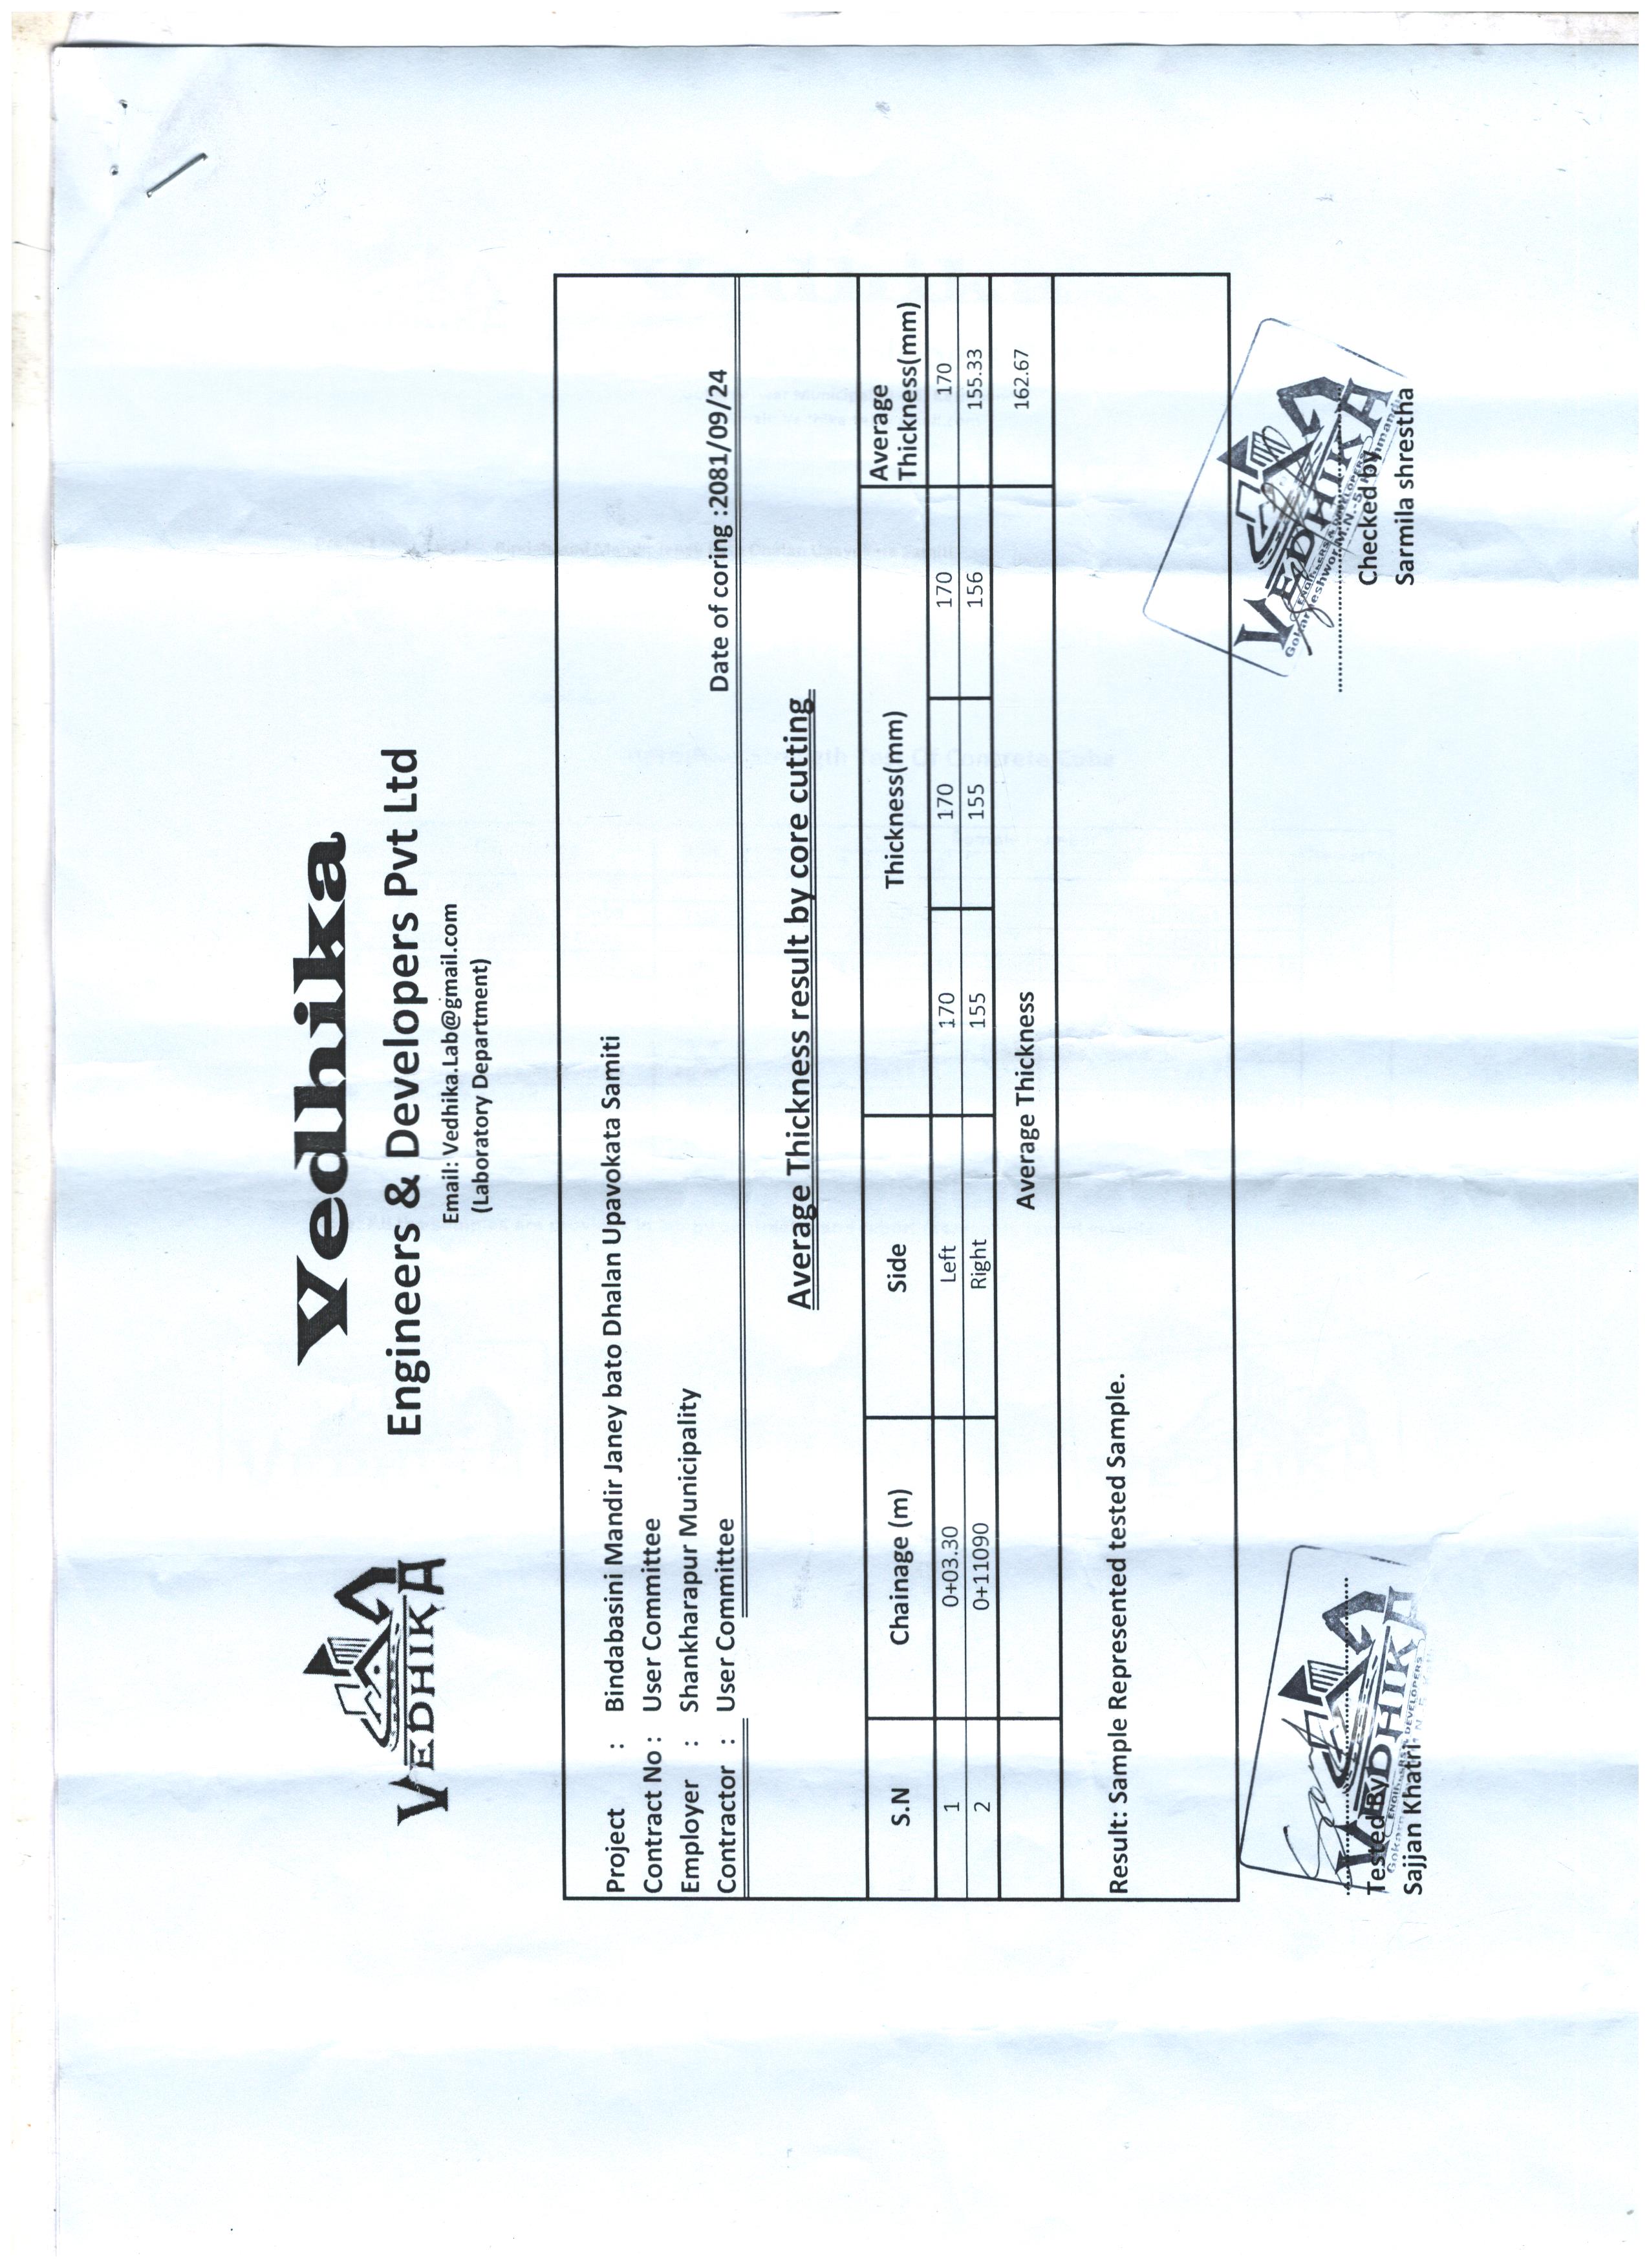 VEDHIKA
Vedhika
Engineers & Developers Pvt Ltd
Email: Vedhika.Lab@gmail.com
(Laboratory Department)
Project : Bindabasini Mandir Janey bato Dhalan Upavokata Samiti
Contract No : User Committee
Employer : Shankharapur Municipality
Contractor : User Committee Date of coring :2081/09/24
Average Thickness result by core cutting
S.N Chainage (m) Side Thickness(mm) Average Thickness(mm)
1 0+03.30 Left 170 170 170 170
2 0+11090 Right 155 155 156 155.33
Average Thickness 162.67
Result: Sample Represented tested Sample.
VEDHIKA
ENGINEERS & DEVELOPERS
Tested By
Sajjan Khatri
VEDHIKA
ENGINEERS & DEVELOPERS
Checked by
Sarmila shrestha